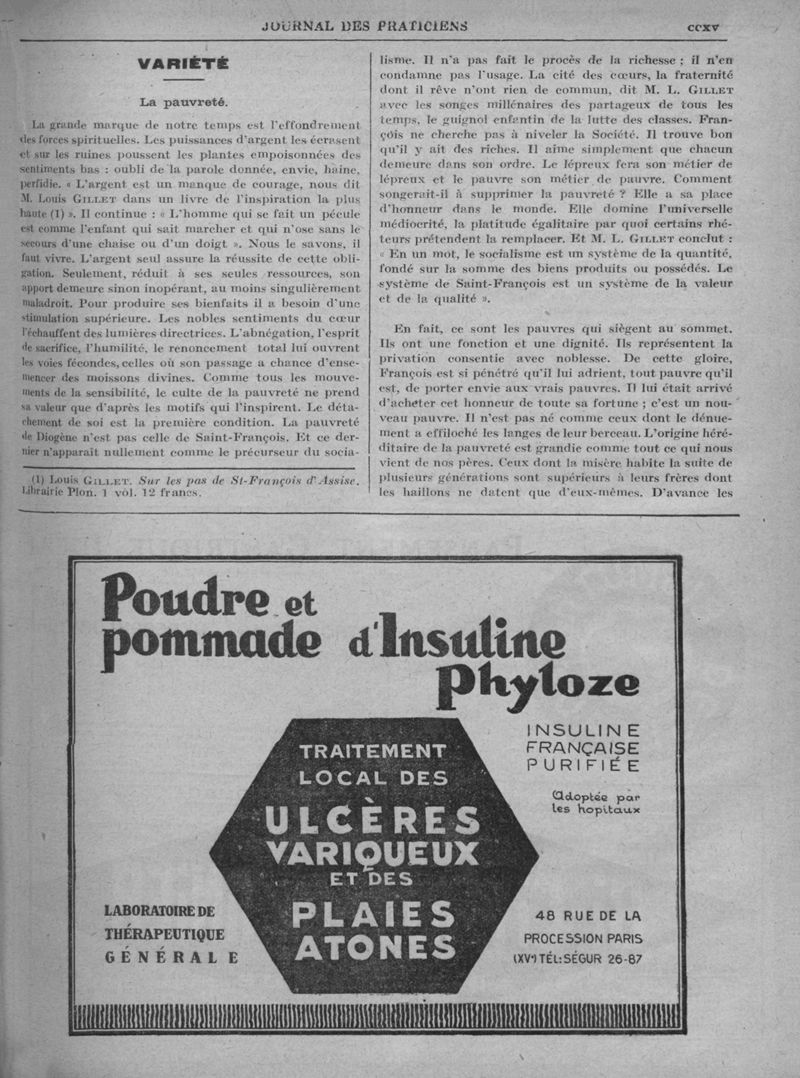 JOURNAL DES PRATICIENS
CCXV
VARIÉTÉ
La pauvreté.
La grande marque de notre temps est l'effondrement
des forces spirituelles. Les puissances d'argent les écrasent
et sur les ruines poussent les plantes empoisonnées des
sentiments bas : oubli de la parole donnée, envie, haine,
perfidie. « L'argent est un manque de courage, nous dit
M. Louis GILLET dans un livre de l'inspiration la plus
haute (1) ». Il continue : « L'homme qui se fait un pécule
est comme l'enfant qui sait marcher et qui n'ose sans le
secours d'une chaise ou d'un doigt ». Nous le savons, il
faut vivre. L'argent seul assure la réussite de cette obli-
gation. Seulement, réduit à ses seules ressources, son
apport demeure sinon inopérant, au moins singulièrement
maladroit. Pour produire ses bienfaits il a besoin d'une
stimulation supérieure. Les nobles sentiments du cœur
l'échauffent des lumières directrices. L'abnégation, l'esprit
de sacrifice, l'humilité, le renoncement total lui ouvrent
les voies fécondes, celles où son passage a chance d'ense-
mencer des moissons divines. Comme tous les mouve-
ments de la sensibilité, le culte de la pauvreté ne prend
sa valeur que d'après les motifs qui l'inspirent. Le déta-
chement de soi est la première condition. La pauvreté
de Diogène n'est pas celle de Saint-François. Et ce der-
nier n'apparaît nullement comme le précurseur du socia-
(1) Louis GILLET. Sur les pas de St-François d'Assise.
Librairie Plon. 1 vol. 12 francs.
lisme. Il n'a pas fait le procès de la richesse ; il n'en
condamne pas l'usage. La cité des cœurs, la fraternité
dont il rêve n'ont rien de commun, dit M. L. GILLET
avec les songes millénaires des partageux de tous les
temps, le guignol enfantin de la lutte des classes. Fran-
çois ne cherche pas à niveler la Société. Il trouve bon
qu'il y ait des riches. Il aime simplement que chacun
demeure dans son ordre. Le lépreux fera son métier de
lépreux et le pauvre son métier de pauvre. Comment
songerait-il à supprimer la pauvreté ? Elle a sa place
d'honneur dans le monde. Elle domine l'universelle
médiocrité, la platitude égalitaire par quoi certains rhé-
teurs prétendent la remplacer. Et M. L. GILLET conclut :
« En un mot, le socialisme est un système de la quantité,
fondé sur la somme des biens produits ou possédés. Le
système de Saint-François est un système de la valeur
et de la qualité ».
En fait, ce sont les pauvres qui siègent au sommet.
Ils ont une fonction et une dignité. Ils représentent la
privation consentie avec noblesse. De cette gloire,
François est si pénétré qu'il lui adrient, tout pauvre qu'il
est, de porter envie aux vrais pauvres. Il lui était arrivé
d'acheter cet honneur de toute sa fortune ; c'est un nou-
veau pauvre. Il n'est pas né comme ceux dont le dénue-
ment a effiloché les langes de leur berceau. L'origine héré-
ditaire de la pauvreté est grandie comme tout ce qui nous
vient de nos pères. Ceux dont la misère habite la suite de
plusieurs générations sont supérieurs à leurs frères dont
les haillons ne datent que d'eux-mêmes. D'avance les
Poudre et
pommade d'Insuline
phyloze
INSULINE
FRANÇAISE
PURIFIÉE
Adoptée par
les hopitaux
TRAITEMENT
LOCAL DES
ULCÈRES
VARIQUEUX
ET DES
PLAIES
ATONES
LABORATOIRE DE
THÉRAPEUTIQUE
GÉNÉRALE
48 RUE DE LA
PROCESSION PARIS
(XVe) TÉL: SÉGUR 26-87